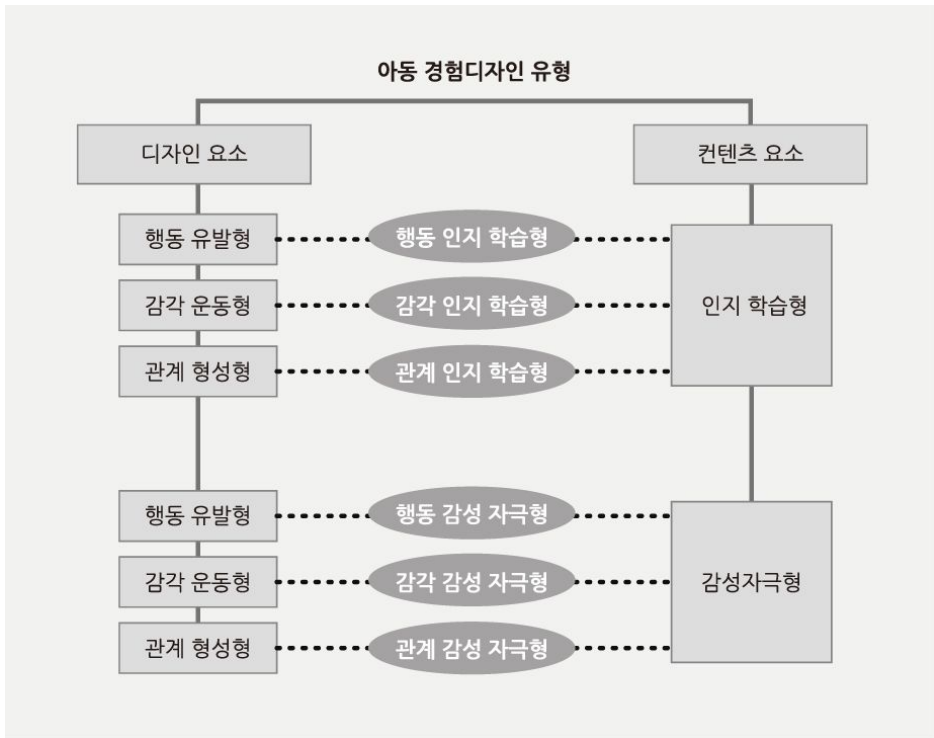 아동 경험디자인 유형
디자인 요소
컨텐츠 요소
행동 유발형
행동 인지 학습형
감각 운동형
감각 인지 학습형
인지 학습형
관계 형성형
관계 인지 학습형
행동 유발형
행동 감성 자극형
감각 운동형
감각 감성 자극형
감성자극형
관계 형성형
관계 감성 자극형